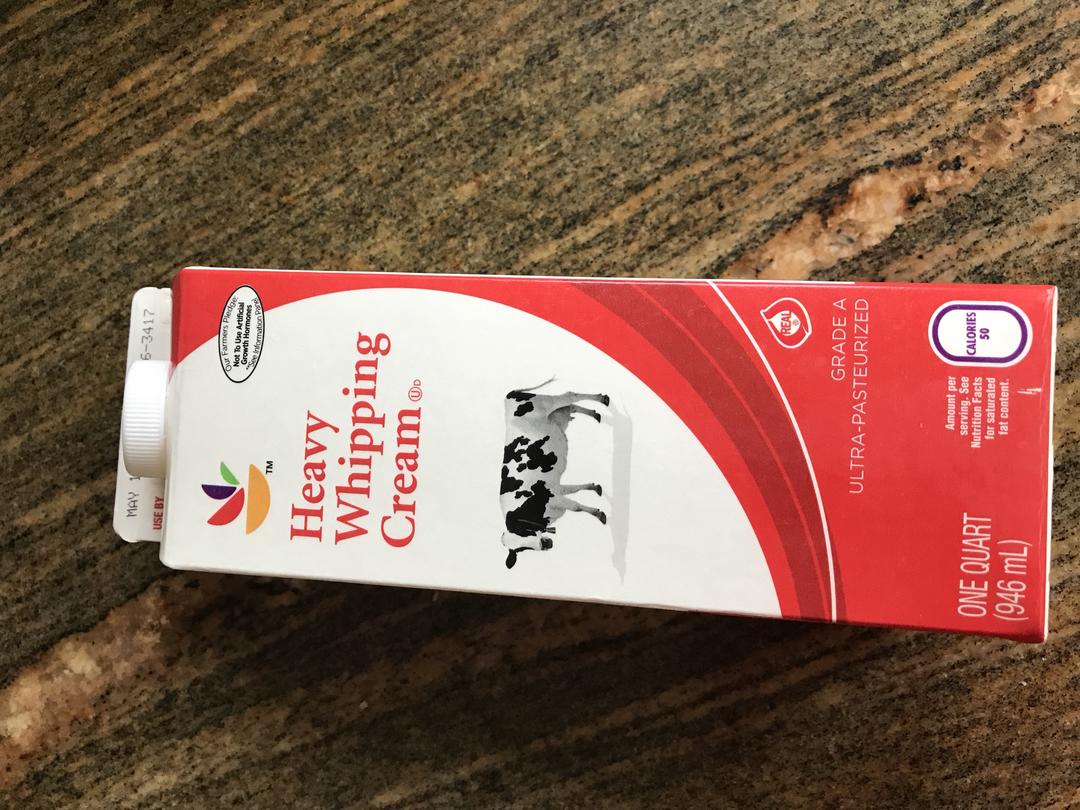 MAY 1
6-3417
USE BY
Our Farmers Pledge:
Not To Use Artificial
Growth Hormones
**See Information Panel
TM
Heavy
Whipping
Cream UD
REAL
GRADE A
ULTRA-PASTEURIZED
CALORIES
50
Amount per
serving. See
Nutrition Facts
for saturated
fat content.
ONE QUART
(946 mL)